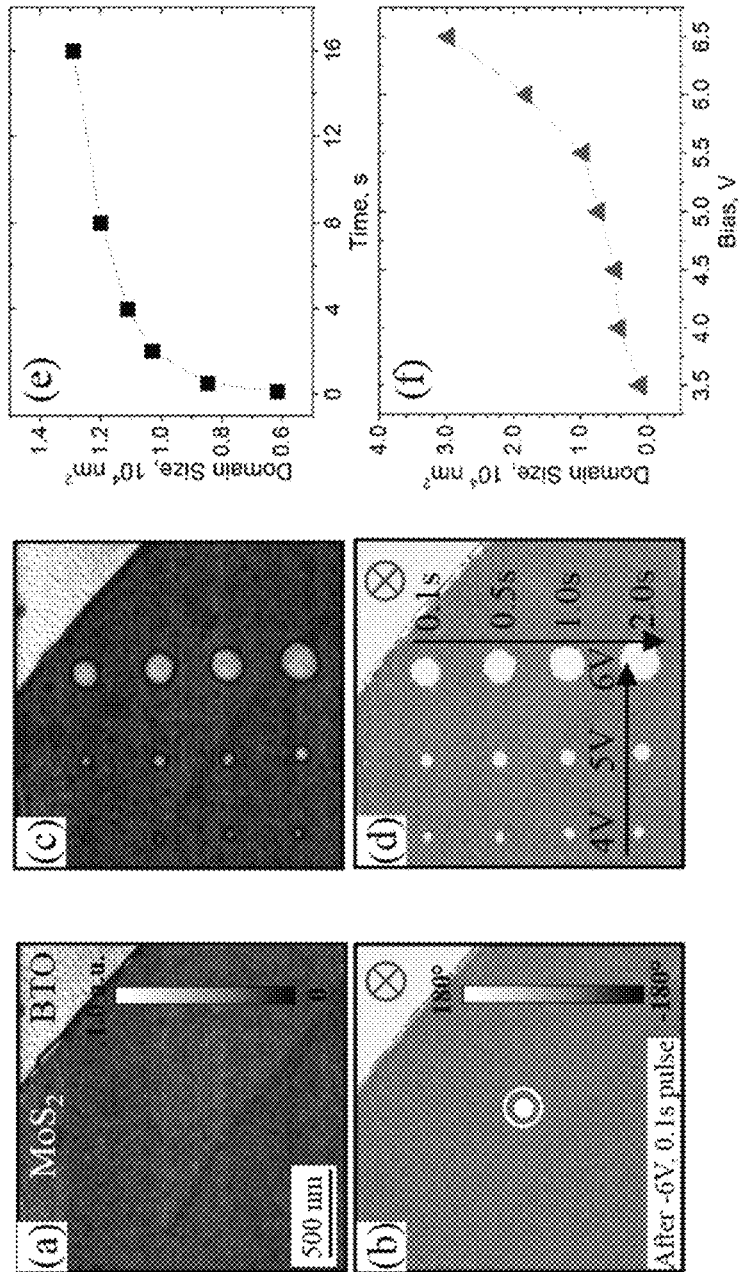 (a)
MoS₂
BTO
1.0 a.u.
0
500 nm
(b)
180°
-180°
After -6V, 0.1s pulse
(c)
(d)
0.1s
0.5s
1.0s
2.0s
4V 5V 6V
(e)
Domain Size, 10⁴ nm²
1.4
1.2
1.0
0.8
0.6
0 4 8 12 16
Time, s
(f)
Domain Size, 10⁴ nm²
4.0
3.0
2.0
1.0
0.0
3.5 4.0 4.5 5.0 5.5 6.0 6.5
Bias, V